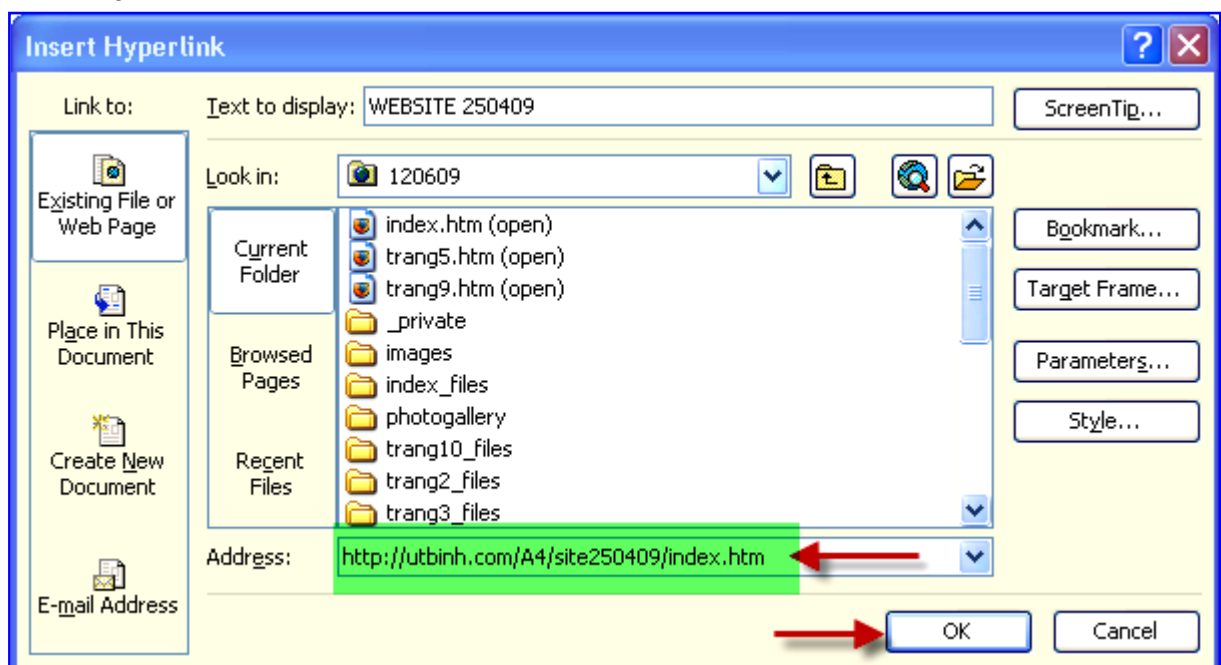 Insert Hyperlink
Link to:
Text to display: WEBSITE 250409
ScreenTip...
Existing File or
Web Page
Place in This
Document
Create New
Document
E-mail Address
Look in: 120609
Current
Folder
Browsed
Pages
Recent
Files
index.htm (open)
trang5.htm (open)
trang9.htm (open)
_private
images
index_files
photogallery
trang10_files
trang2_files
trang3_files
Bookmark...
Target Frame...
Parameters...
Style...
Address: http://utbinh.com/A4/site250409/index.htm
OK
Cancel